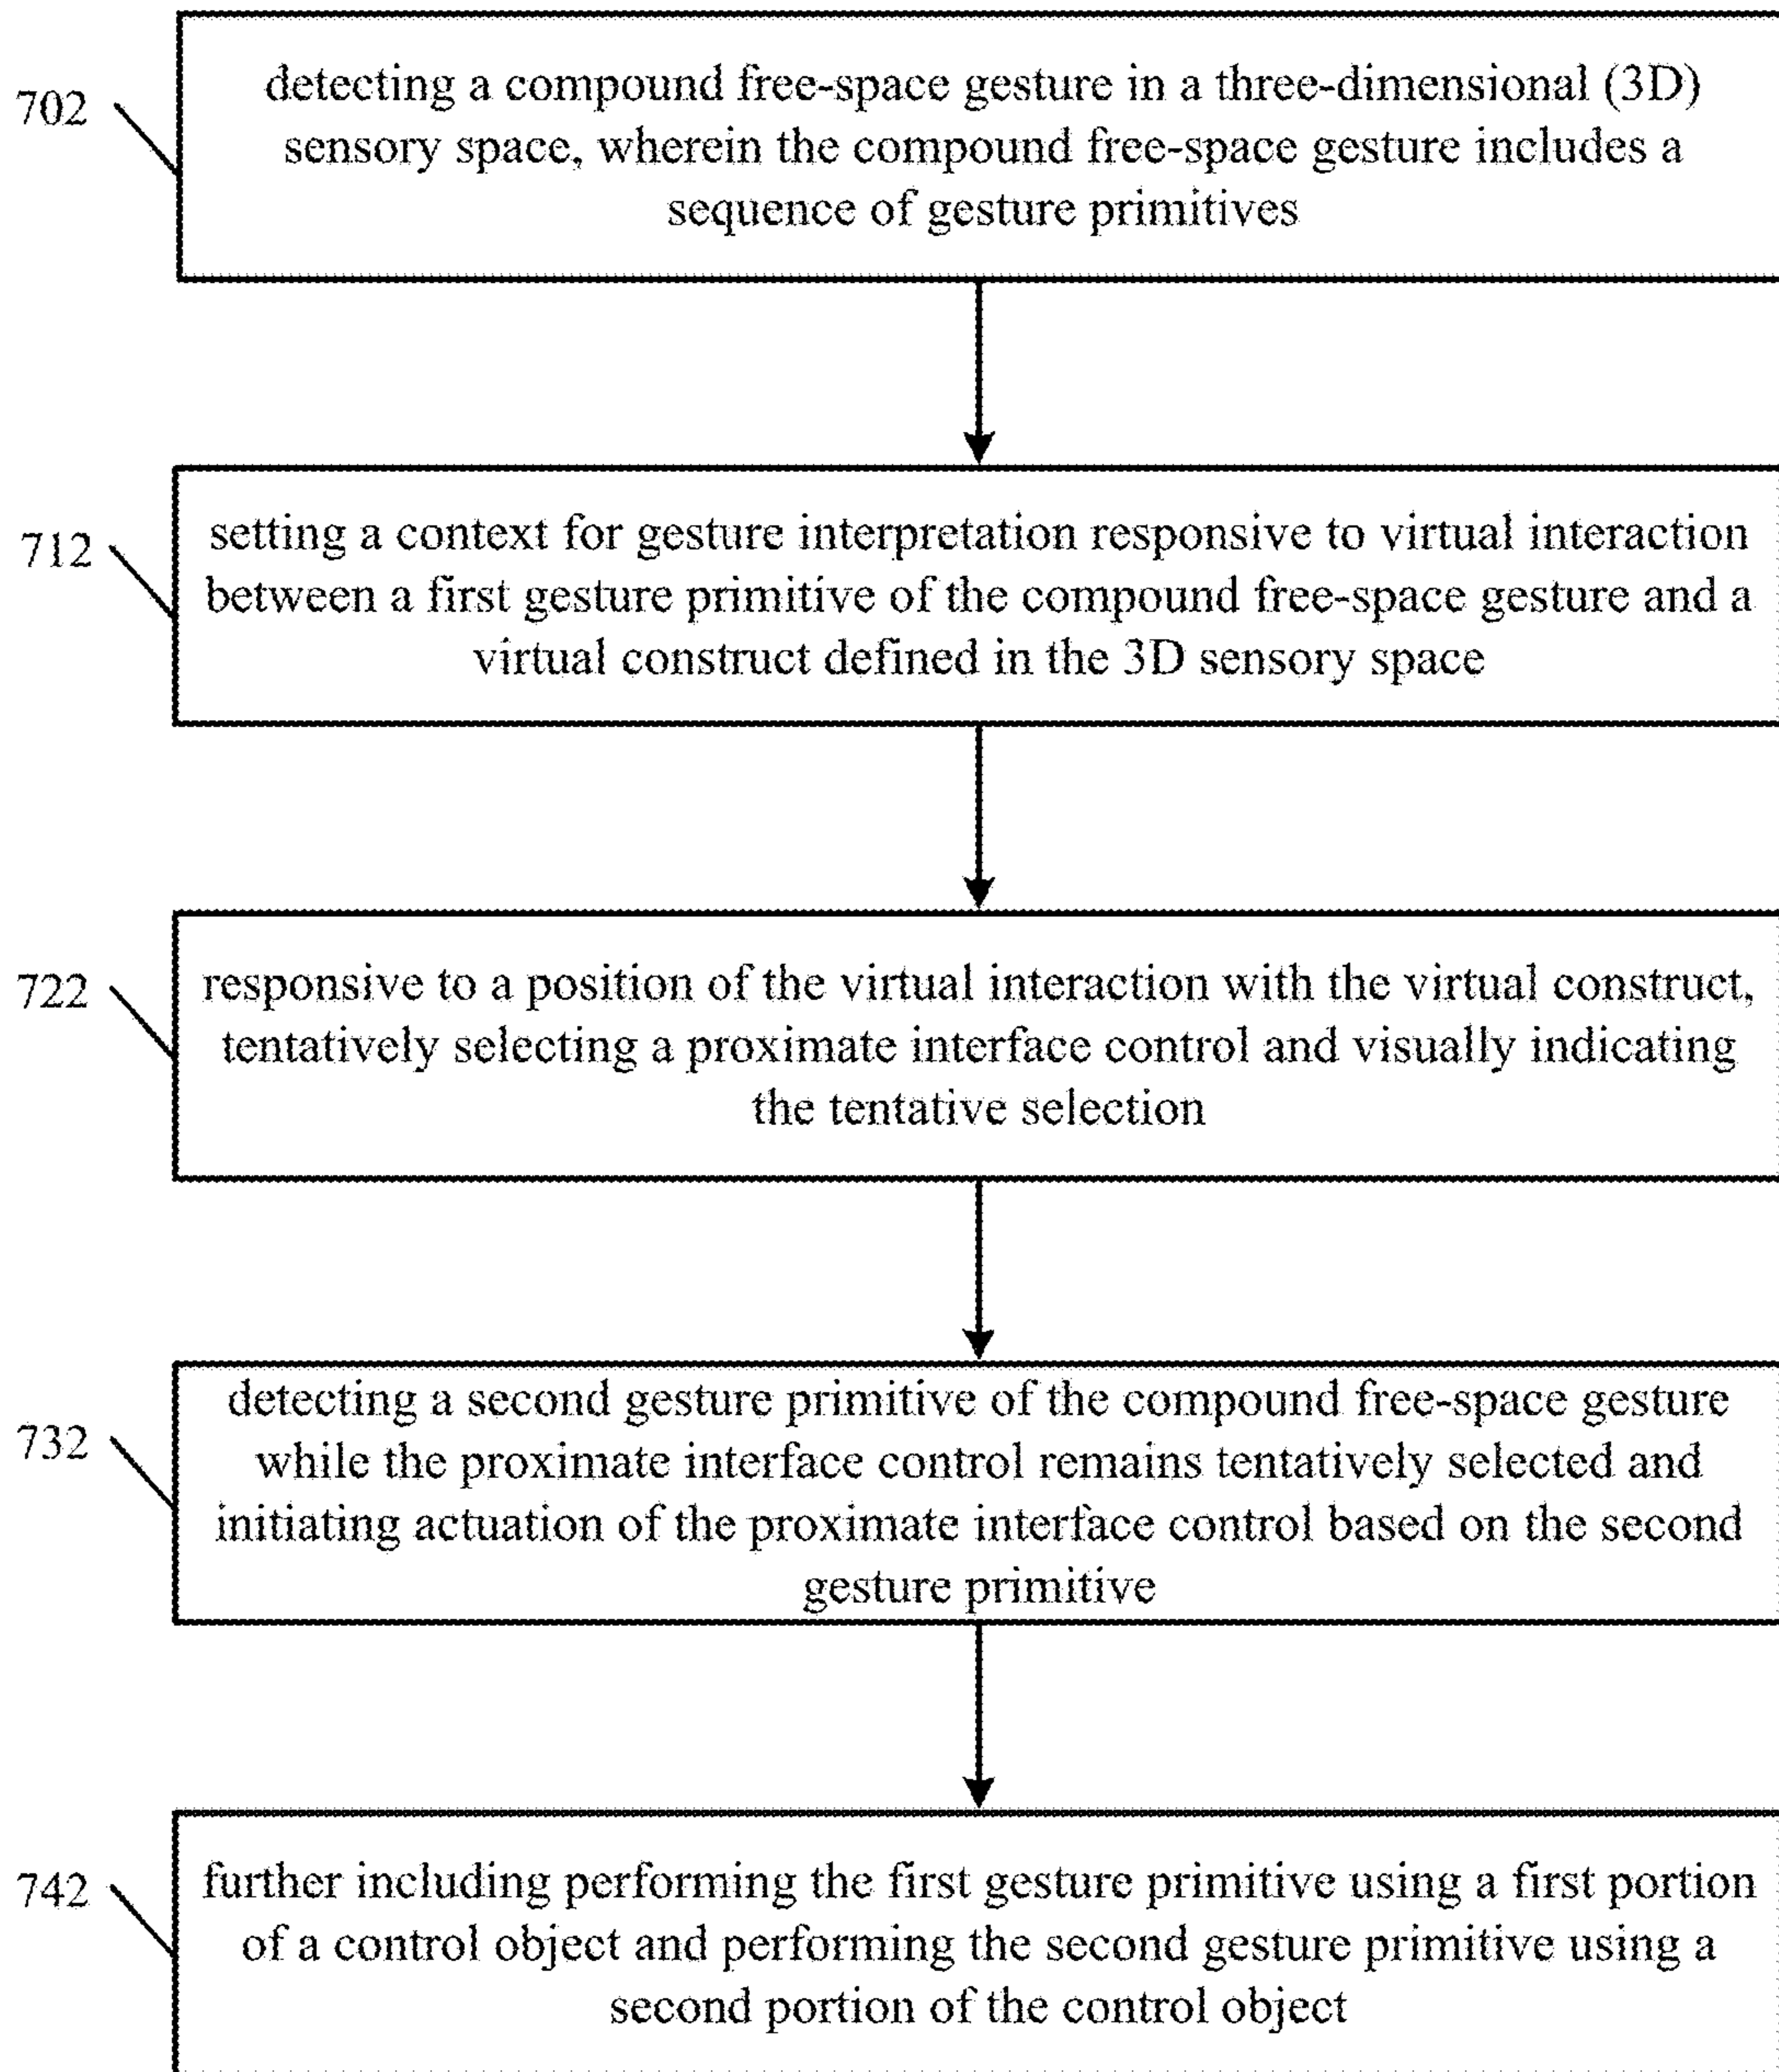 702
detecting a compound free-space gesture in a three-dimensional (3D)
sensory space, wherein the compound free-space gesture includes a
sequence of gesture primitives
712
setting a context for gesture interpretation responsive to virtual interaction
between a first gesture primitive of the compound free-space gesture and a
virtual construct defined in the 3D sensory space
722
responsive to a position of the virtual interaction with the virtual construct,
tentatively selecting a proximate interface control and visually indicating
the tentative selection
732
detecting a second gesture primitive of the compound free-space gesture
while the proximate interface control remains tentatively selected and
initiating actuation of the proximate interface control based on the second
gesture primitive
742
further including performing the first gesture primitive using a first portion
of a control object and performing the second gesture primitive using a
second portion of the control object